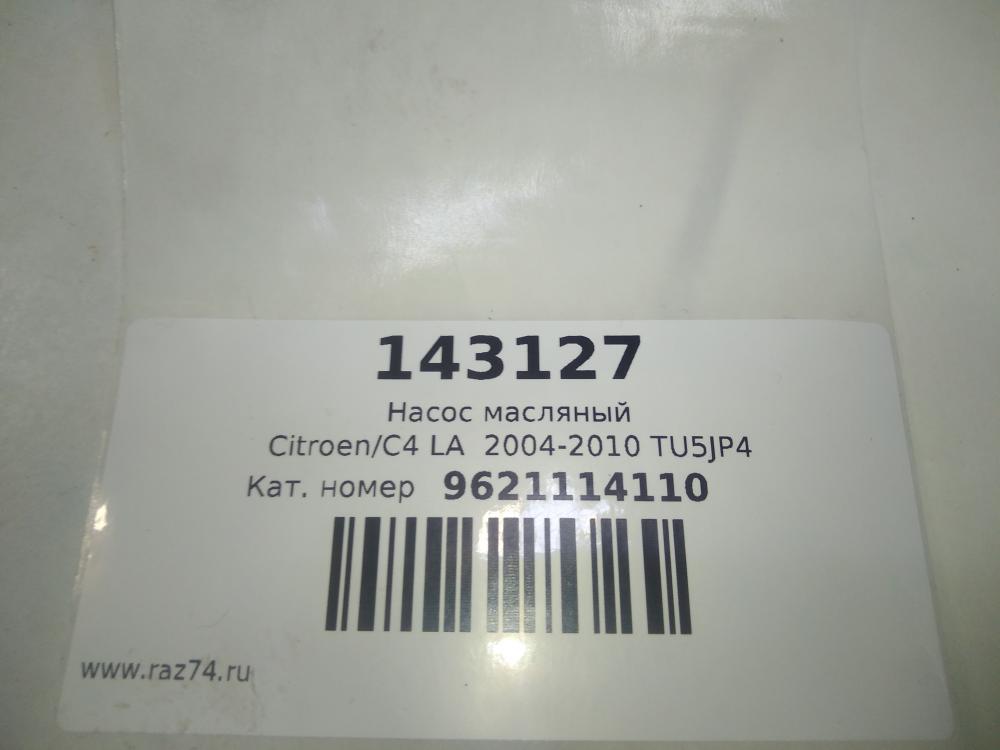 143127
Насос масляный
Citroen/C4 LA 2004-2010 TU5JP4
Кат. номер 9621114110
www.raz74.ru